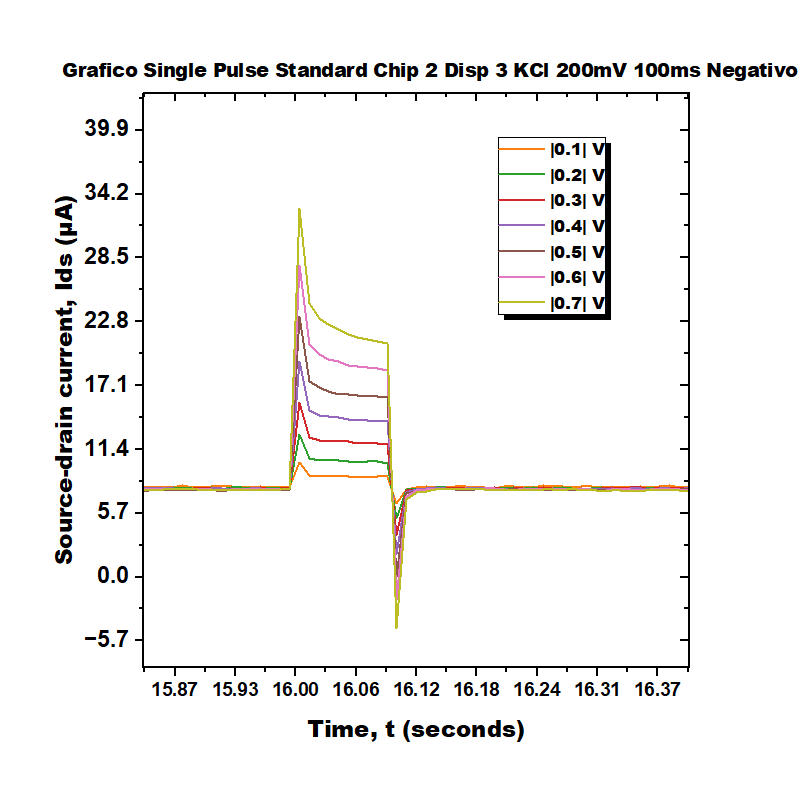 Grafico Single Pulse Standard Chip 2 Disp 3 KCl 200mV 100ms Negativo
39.9
34.2
28.5
22.8
17.1
11.4
5.7
0.0
−5.7
Source-drain current, Ids (µA)
|0.1| V
|0.2| V
|0.3| V
|0.4| V
|0.5| V
|0.6| V
|0.7| V
15.87 15.93 16.00 16.06 16.12 16.18 16.24 16.31 16.37
Time, t (seconds)